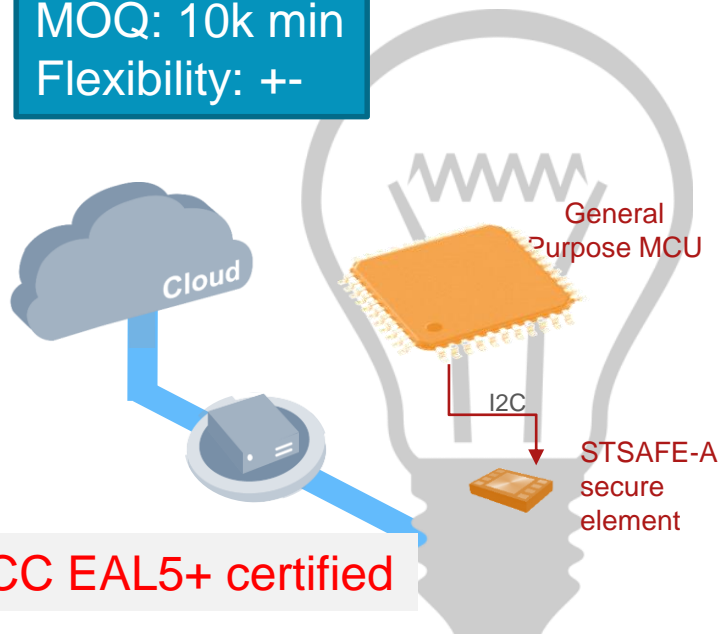 MOQ: 10k min
Flexibility: +-
Cloud
General
Purpose MCU
I2C
STSAFE-A
secure
element
CC EAL5+ certified